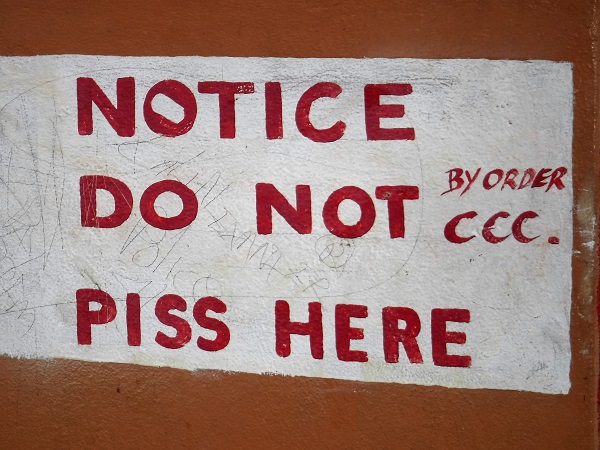 NOTICE
DO NOT
PISS HERE
BY ORDER
CCC.